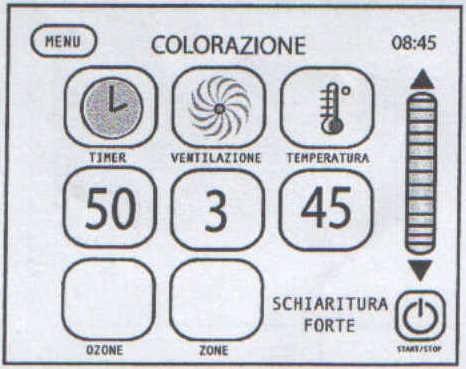 MENU
COLORAZIONE
08:45
TIMER
VENTILAZIONE
TEMPERATURA
50
3
45
SCHIARITURA
FORTE
OZONE
ZONE
START/STOP